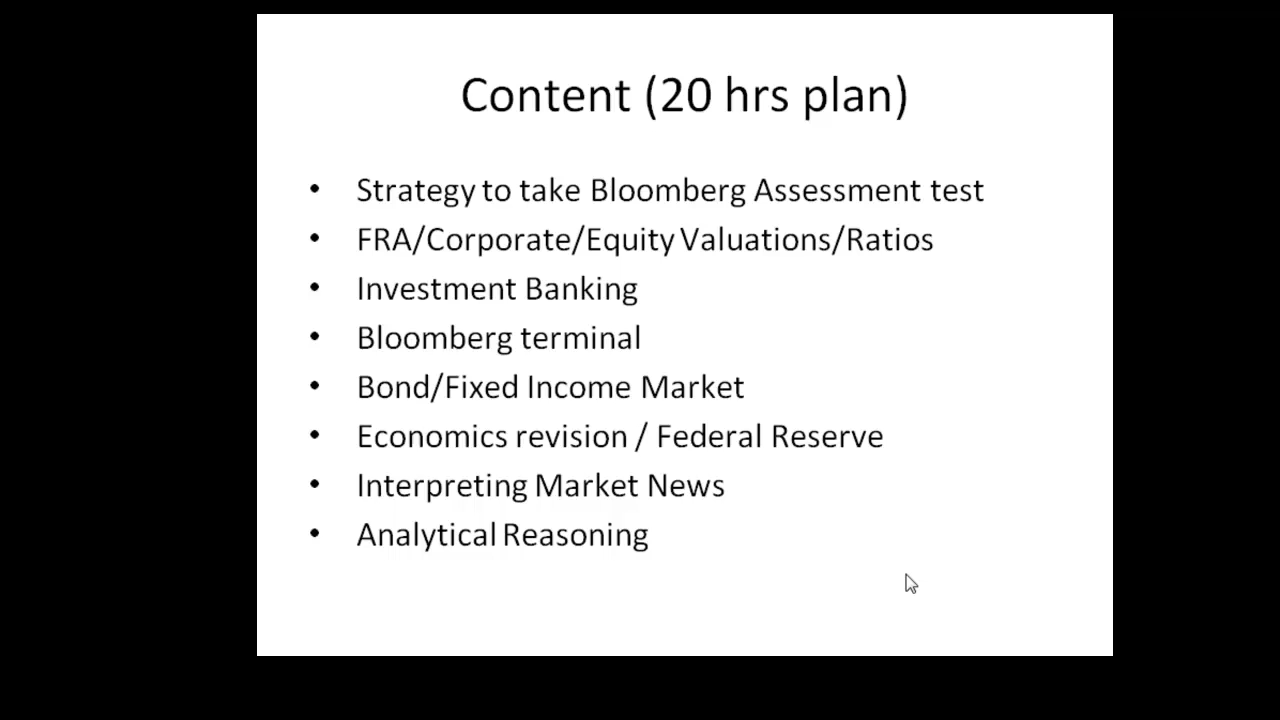 Content (20 hrs plan)
• Strategy to take Bloomberg Assessment test
• FRA/Corporate/Equity Valuations/Ratios
• Investment Banking
• Bloomberg terminal
• Bond/Fixed Income Market
• Economics revision / Federal Reserve
• Interpreting Market News
• Analytical Reasoning